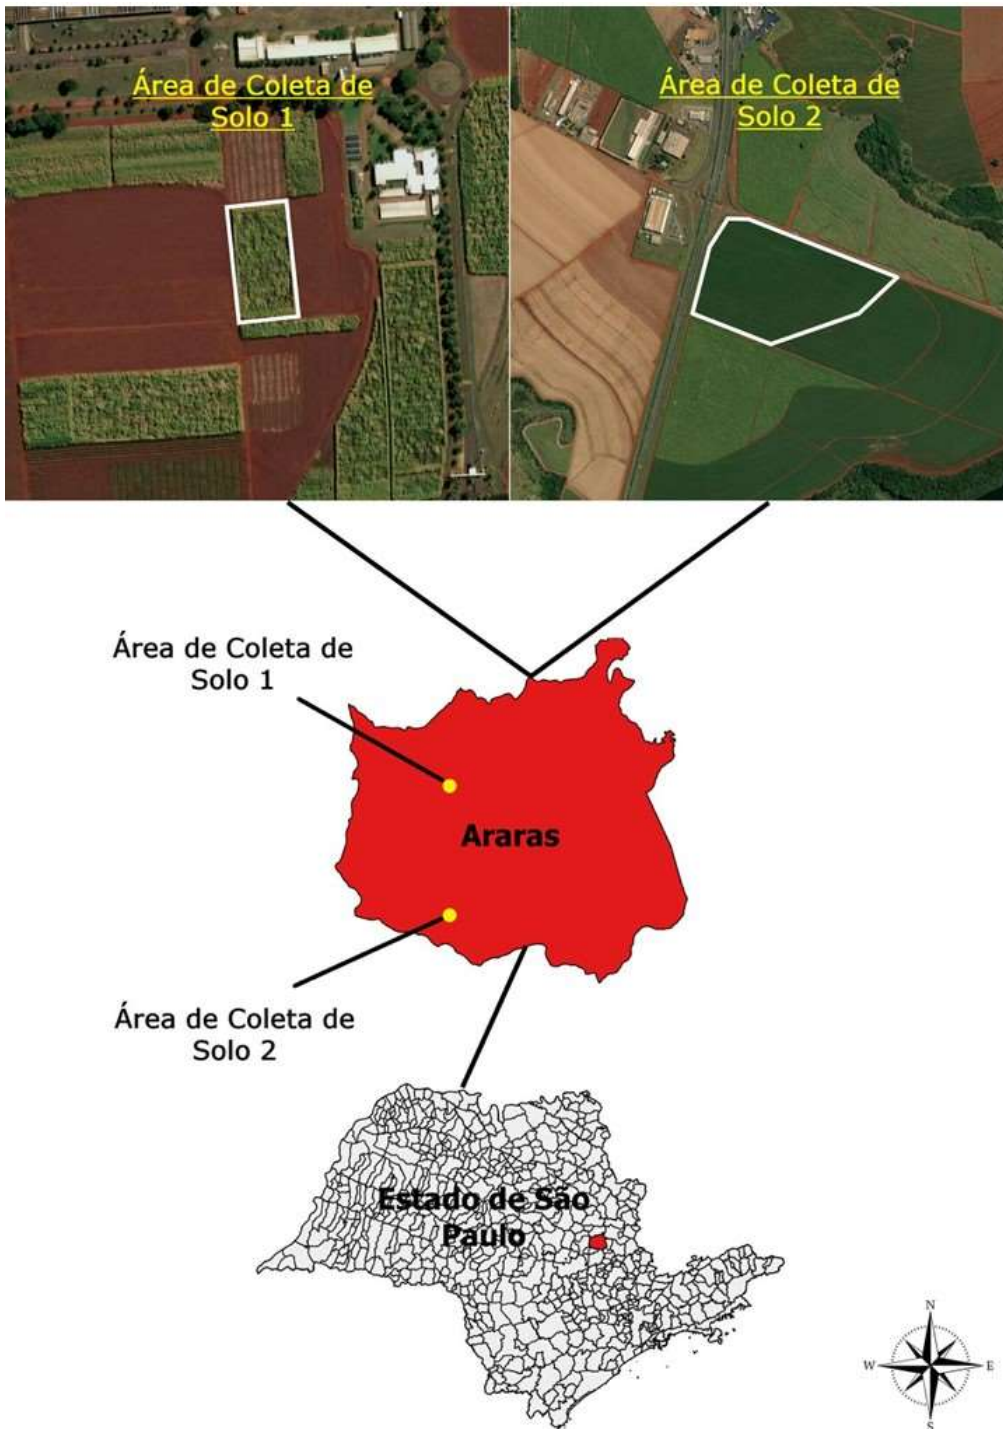 Área de Coleta de
Solo 1
Área de Coleta de
Solo 2
Área de Coleta de
Solo 1
Araras
Área de Coleta de
Solo 2
Estado de São
Paulo
N
W
E
S